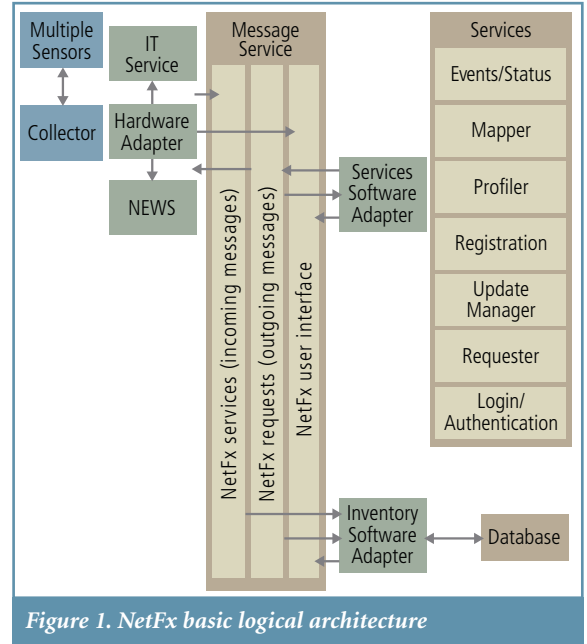 Multiple
Sensors
Collector
IT
Service
Hardware
Adapter
NEWS
Message
Service
NetFx services (incoming messages)
NetFx requests (outgoing messages)
NetFx user interface
Services
Software
Adapter
Inventory
Software
Adapter
Database
Services
Events/Status
Mapper
Profiler
Registration
Update
Manager
Requester
Login/
Authentication
Figure 1. NetFx basic logical architecture